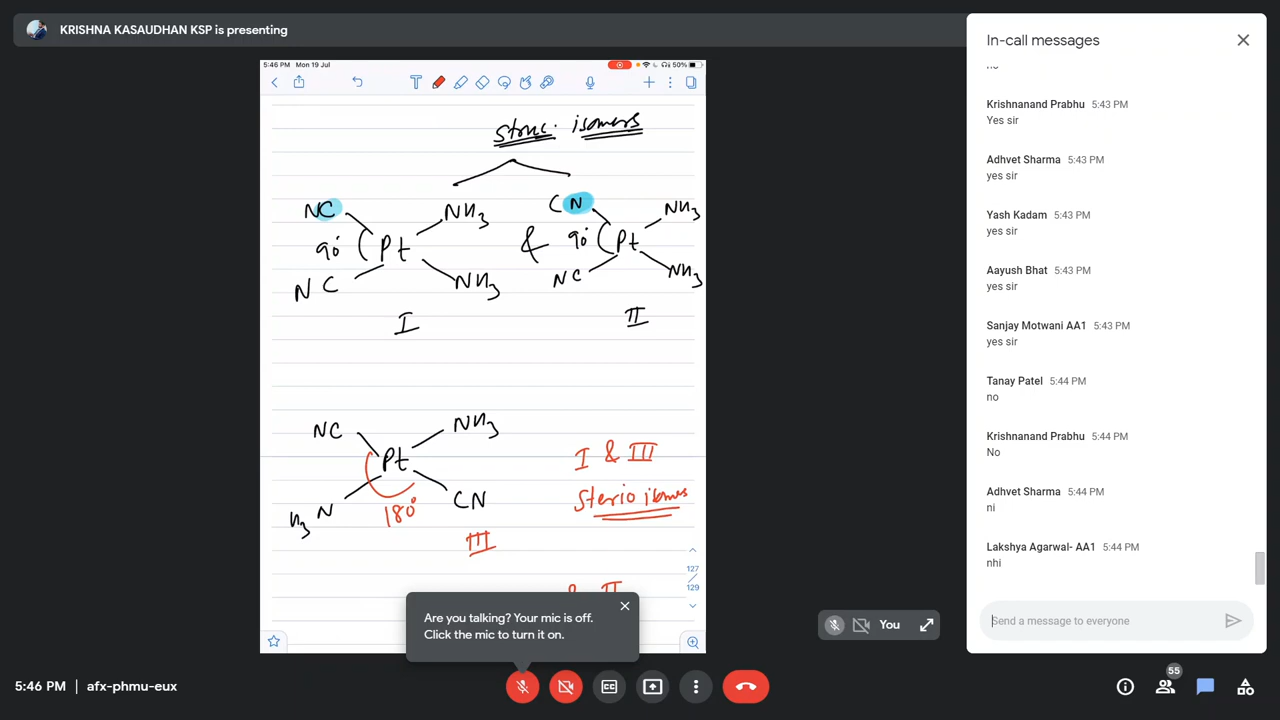 KRISHNA KASAUDHAN KSP is presenting
5:46 PM Mon 19 Jul
50%
T
struc. isomers
NC NH3 CN NH3
90° Pt & 90° Pt
NC NH3 NC NH3
I II
NC NH3
Pt I & III
H3N CN Sterio isomers
180°
III
127
129
& II
Are you talking? Your mic is off.
Click the mic to turn it on.
You
5:46 PM | afx-phmu-eux
In-call messages
no
Krishnanand Prabhu 5:43 PM
Yes sir
Adhvet Sharma 5:43 PM
yes sir
Yash Kadam 5:43 PM
yes sir
Aayush Bhat 5:43 PM
yes sir
Sanjay Motwani AA1 5:43 PM
yes sir
Tanay Patel 5:44 PM
no
Krishnanand Prabhu 5:44 PM
No
Adhvet Sharma 5:44 PM
ni
Lakshya Agarwal- AA1 5:44 PM
nhi
Send a message to everyone
55